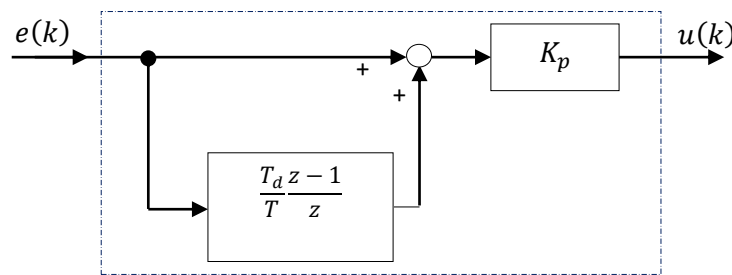 e(k)
K_p
u(k)
+
+
T_d/T z − 1/z